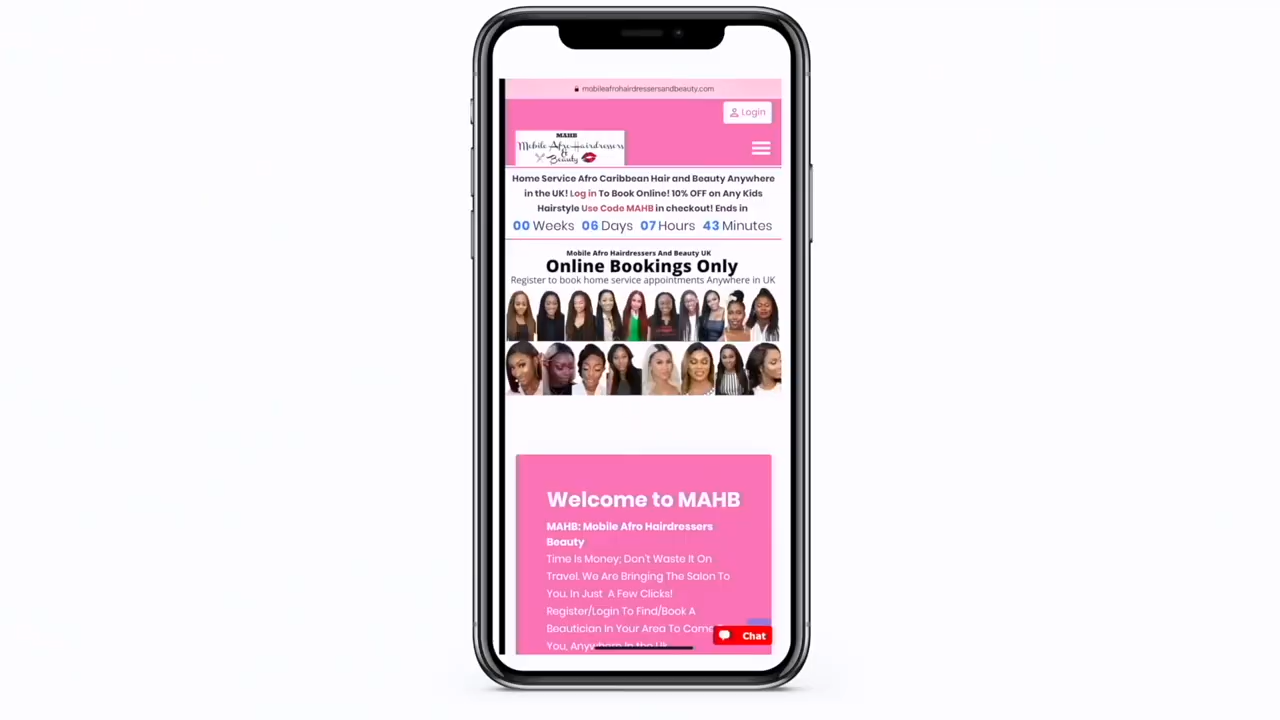 mobileafrohairdressersandbeauty.com
Login
MAHB
Mobile Afro Hairdressers
&
Beauty
Home Service Afro Caribbean Hair and Beauty Anywhere
in the UK! Log in To Book Online! 10% OFF on Any Kids
Hairstyle Use Code MAHB in checkout! Ends in
00 Weeks 06 Days 07 Hours 43 Minutes
Mobile Afro Hairdressers And Beauty UK
Online Bookings Only
Register to book home service appointments Anywhere in UK
Welcome to MAHB
MAHB: Mobile Afro Hairdressers
Beauty
Time Is Money; Don't Waste It On
Travel. We Are Bringing The Salon To
You, In Just A Few Clicks!
Register/Login To Find/Book A
Beautician In Your Area To Come
Chat
You, Anywhere In the Uk